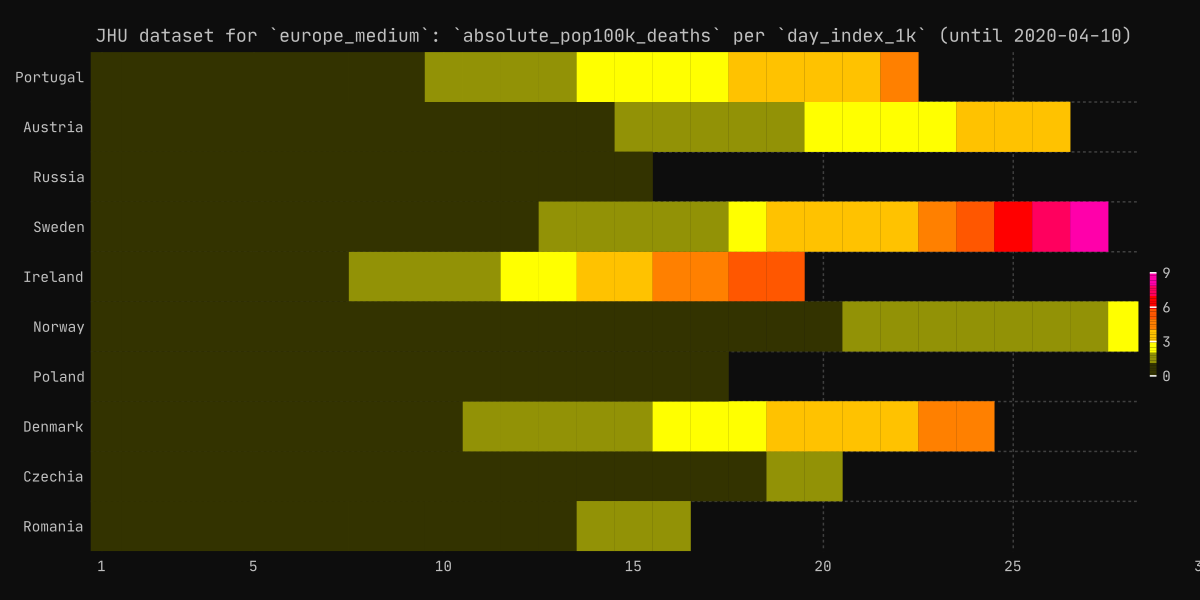 JHU dataset for `europe_medium`: `absolute_pop100k_deaths` per `day_index_1k` (until 2020-04-10)
Portugal
Austria
Russia
Sweden
Ireland
Norway
Poland
Denmark
Czechia
Romania
9
6
3
0
1 5 10 15 20 25